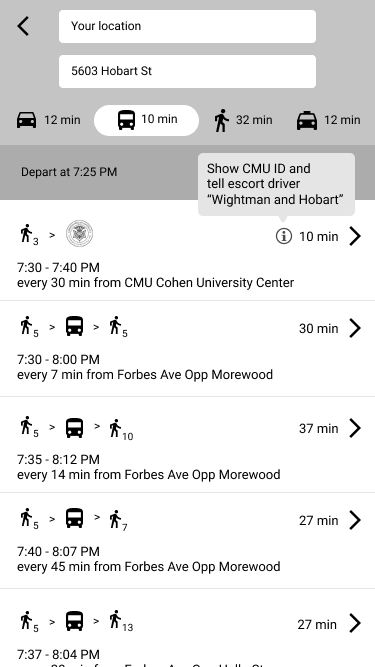 Your location
5603 Hobart St
12 min
10 min
32 min
12 min
Depart at 7:25 PM
Show CMU ID and
tell escort driver
“Wightman and Hobart”
3 >
10 min
7:30 - 7:40 PM
every 30 min from CMU Cohen University Center
5 > > 5
30 min
7:30 - 8:00 PM
every 7 min from Forbes Ave Opp Morewood
5 > > 10
37 min
7:35 - 8:12 PM
every 14 min from Forbes Ave Opp Morewood
5 > > 7
27 min
7:40 - 8:07 PM
every 45 min from Forbes Ave Opp Morewood
5 > > 13
27 min
7:37 - 8:04 PM